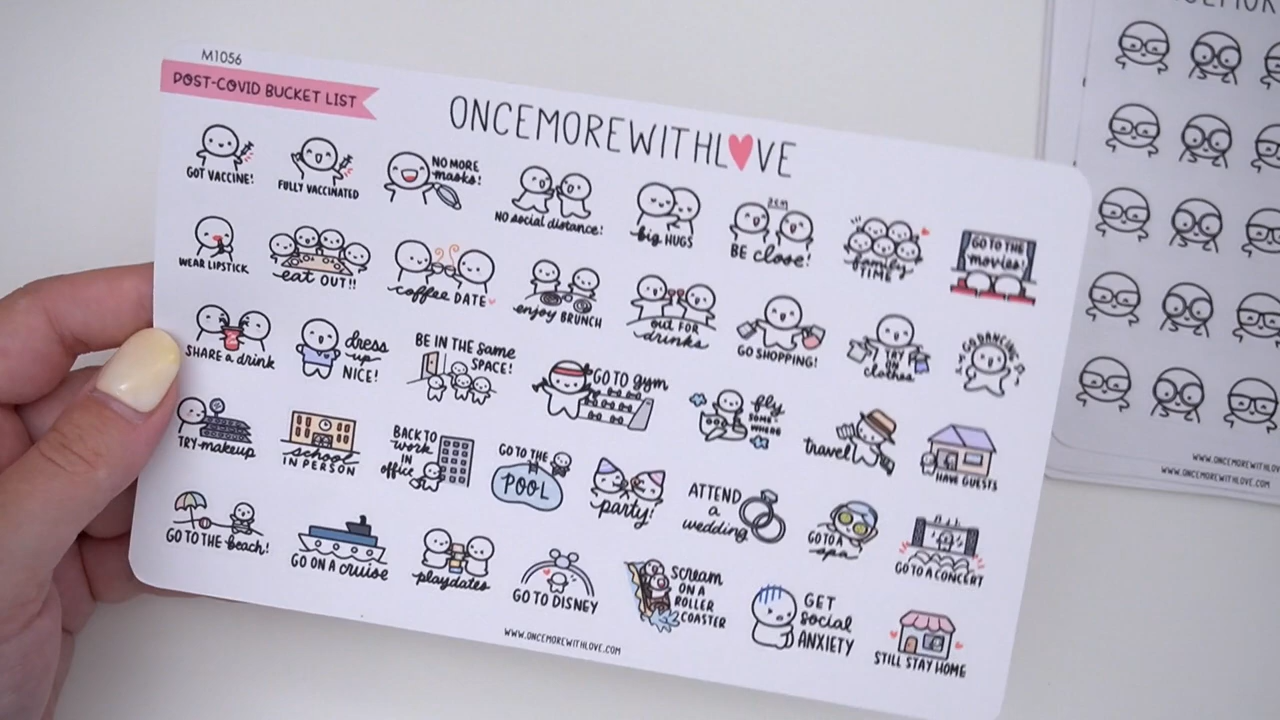 M1056
POST-COVID BUCKET LIST
ONCEMOREWITHLOVE
GOT VACCINE!
FULLY VACCINATED
NO MORE
masks!
NO social distance!
big HUGS
2cm
BE close!
family
TIME
GO TO THE
movies!
WEAR LIPSTICK
eat OUT!!
coffee DATE
enjoy BRUNCH
out FOR
drinks
GO SHOPPING!
TRY
ON
clothes
GO DANCING
SHARE a drink
dress
up
NICE!
BE IN THE same
SPACE!
GO TO gym
fly
SOME-
WHERE
travel
HAVE GUESTS
TRY makeup
school
IN PERSON
BACK TO
work
IN
office
GO TO THE
POOL
party!
ATTEND
a
wedding
GO TO A
spa
GO TO A CONCERT
GO TO THE beach!
GO ON A cruise
playdates
GO TO DISNEY
SCREAM
ON A
ROLLER
COASTER
GET
social
ANXIETY
STILL STAY HOME
WWW.ONCEMOREWITHLOVE.COM
WWW.ONCEMOREWITHLOVE.COM